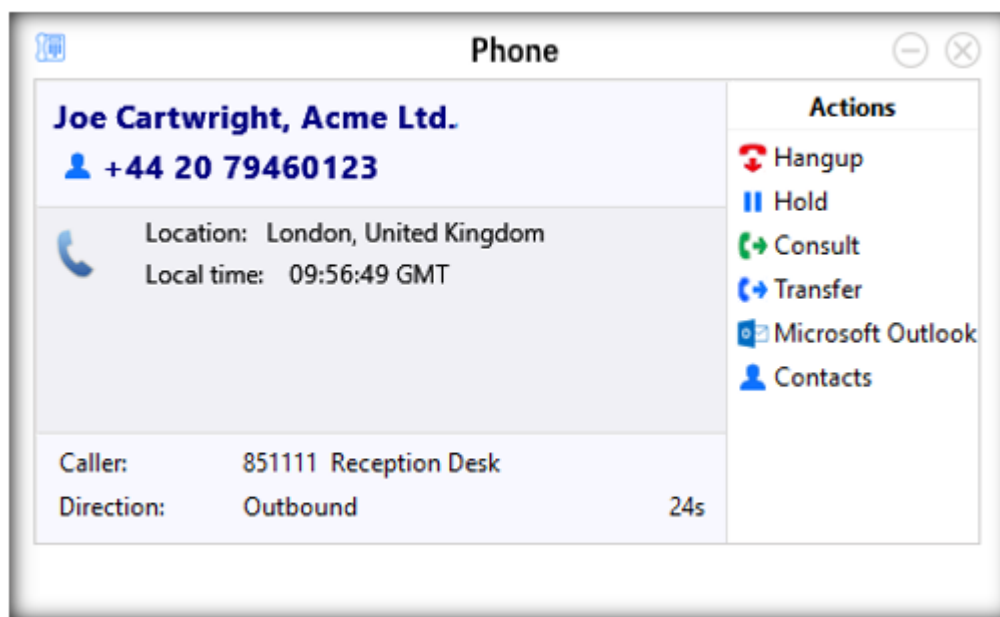 Phone
Joe Cartwright, Acme Ltd.
+44 20 79460123
Location: London, United Kingdom
Local time: 09:56:49 GMT
Caller: 851111 Reception Desk
Direction: Outbound 24s
Actions
Hangup
Hold
Consult
Transfer
Microsoft Outlook
Contacts